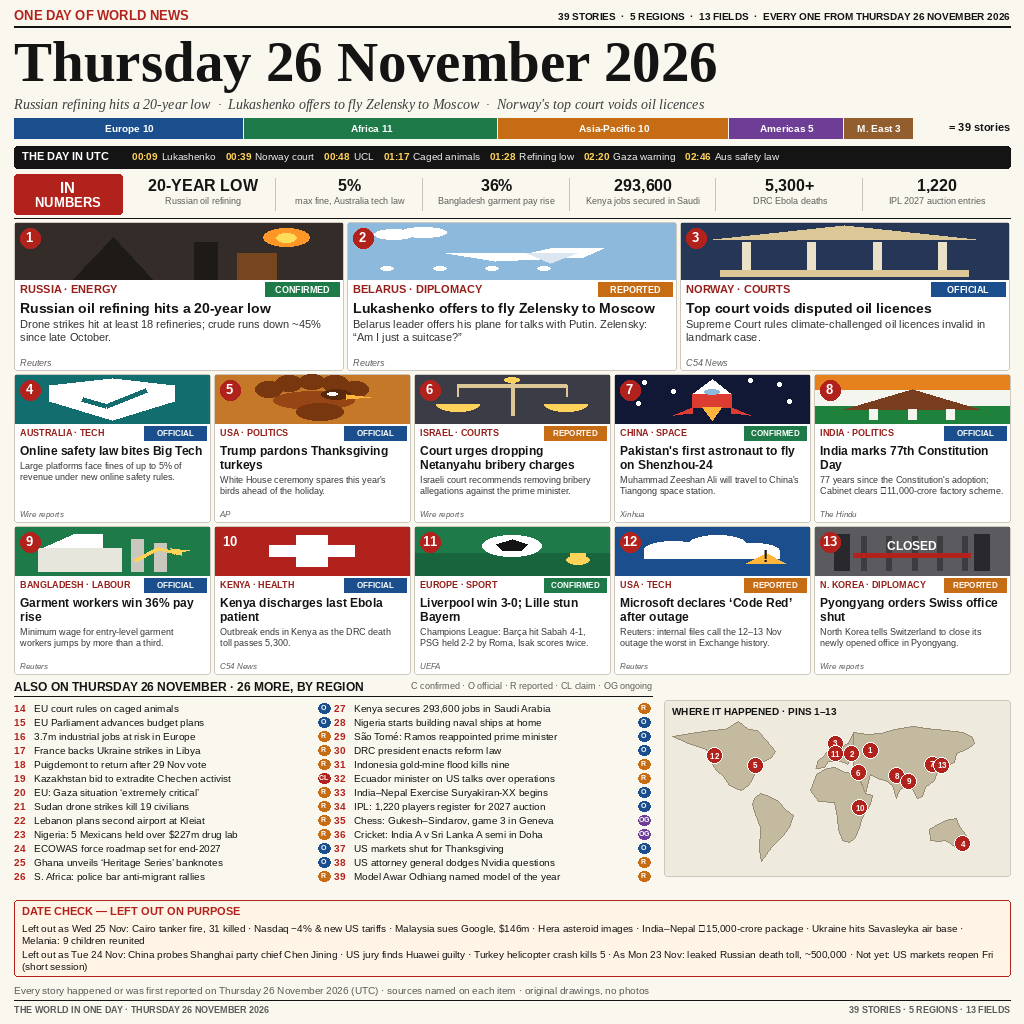 ONE DAY OF WORLD NEWS
39 STORIES · 5 REGIONS · 13 FIELDS · EVERY ONE FROM THURSDAY 26 NOVEMBER 2026
Thursday 26 November 2026
Russian refining hits a 20-year low · Lukashenko offers to fly Zelensky to Moscow · Norway's top court voids oil licences
Europe 10 Africa 11 Asia-Pacific 10 Americas 5 M. East 3 = 39 stories
THE DAY IN UTC 00:09 Lukashenko 00:39 Norway court 00:48 UCL 01:17 Caged animals 01:28 Refining low 02:20 Gaza warning 02:46 Aus safety law
IN
NUMBERS
20-YEAR LOW
Russian oil refining
5%
max fine, Australia tech law
36%
Bangladesh garment pay rise
293,600
Kenya jobs secured in Saudi
5,300+
DRC Ebola deaths
1,220
IPL 2027 auction entries
1
RUSSIA · ENERGY CONFIRMED
Russian oil refining hits a 20-year low
Drone strikes hit at least 18 refineries; crude runs down ~45%
since late October.
Reuters
2
BELARUS · DIPLOMACY REPORTED
Lukashenko offers to fly Zelensky to Moscow
Belarus leader offers his plane for talks with Putin. Zelensky:
“Am I just a suitcase?”
Reuters
3
NORWAY · COURTS OFFICIAL
Top court voids disputed oil licences
Supreme Court rules climate-challenged oil licences invalid in
landmark case.
C54 News
4
AUSTRALIA · TECH OFFICIAL
Online safety law bites Big Tech
Large platforms face fines of up to 5% of
revenue under new online safety rules.
Wire reports
5
USA · POLITICS OFFICIAL
Trump pardons Thanksgiving
turkeys
White House ceremony spares this year's
birds ahead of the holiday.
AP
6
ISRAEL · COURTS REPORTED
Court urges dropping
Netanyahu bribery charges
Israeli court recommends removing bribery
allegations against the prime minister.
Wire reports
7
CHINA · SPACE CONFIRMED
Pakistan's first astronaut to fly
on Shenzhou-24
Muhammad Zeeshan Ali will travel to China's
Tiangong space station.
Xinhua
8
INDIA · POLITICS OFFICIAL
India marks 77th Constitution
Day
77 years since the Constitution's adoption;
Cabinet clears □11,000-crore factory scheme.
The Hindu
9
BANGLADESH · LABOUR OFFICIAL
Garment workers win 36% pay
rise
Minimum wage for entry-level garment
workers jumps by more than a third.
Reuters
10
KENYA · HEALTH OFFICIAL
Kenya discharges last Ebola
patient
Outbreak ends in Kenya as the DRC death
toll passes 5,300.
C54 News
11
EUROPE · SPORT CONFIRMED
Liverpool win 3-0; Lille stun
Bayern
Champions League: Barça hit Sabah 4-1,
PSG held 2-2 by Roma, Isak scores twice.
UEFA
12
!
USA · TECH REPORTED
Microsoft declares ‘Code Red’
after outage
Reuters: internal files call the 12–13 Nov
outage the worst in Exchange history.
Reuters
13
CLOSED
N. KOREA · DIPLOMACY REPORTED
Pyongyang orders Swiss office
shut
North Korea tells Switzerland to close its
newly opened office in Pyongyang.
Wire reports
ALSO ON THURSDAY 26 NOVEMBER · 26 MORE, BY REGION
C confirmed · O official · R reported · CL claim · OG ongoing
14 EU court rules on caged animals O
15 EU Parliament advances budget plans O
16 3.7m industrial jobs at risk in Europe R
17 France backs Ukraine strikes in Libya R
18 Puigdemont to return after 29 Nov vote R
19 Kazakhstan bid to extradite Chechen activist CL
20 EU: Gaza situation ‘extremely critical’ O
21 Sudan drone strikes kill 19 civilians O
22 Lebanon plans second airport at Kleiat R
23 Nigeria: 5 Mexicans held over $227m drug lab R
24 ECOWAS force roadmap set for end-2027 O
25 Ghana unveils ‘Heritage Series’ banknotes O
26 S. Africa: police bar anti-migrant rallies R
27 Kenya secures 293,600 jobs in Saudi Arabia R
28 Nigeria starts building naval ships at home O
29 São Tomé: Ramos reappointed prime minister O
30 DRC president enacts reform law O
31 Indonesia gold-mine flood kills nine R
32 Ecuador minister on US talks over operations R
33 India–Nepal Exercise Suryakiran-XX begins O
34 IPL: 1,220 players register for 2027 auction O
35 Chess: Gukesh–Sindarov, game 3 in Geneva OG
36 Cricket: India A v Sri Lanka A semi in Doha OG
37 US markets shut for Thanksgiving O
38 US attorney general dodges Nvidia questions R
39 Model Awar Odhiang named model of the year R
WHERE IT HAPPENED · PINS 1–13
12 5 3 11 2 1 6 10 8 9 7 13 4
DATE CHECK — LEFT OUT ON PURPOSE
Left out as Wed 25 Nov: Cairo tanker fire, 31 killed · Nasdaq −4% & new US tariffs · Malaysia sues Google, $146m · Hera asteroid images · India–Nepal □15,000-crore package · Ukraine hits Savasleyka air base ·
Melania: 9 children reunited
Left out as Tue 24 Nov: China probes Shanghai party chief Chen Jining · US jury finds Huawei guilty · Turkey helicopter crash kills 5 · As Mon 23 Nov: leaked Russian death toll, ~500,000 · Not yet: US markets reopen Fri
(short session)
Every story happened or was first reported on Thursday 26 November 2026 (UTC) · sources named on each item · original drawings, no photos
THE WORLD IN ONE DAY · THURSDAY 26 NOVEMBER 2026
39 STORIES · 5 REGIONS · 13 FIELDS